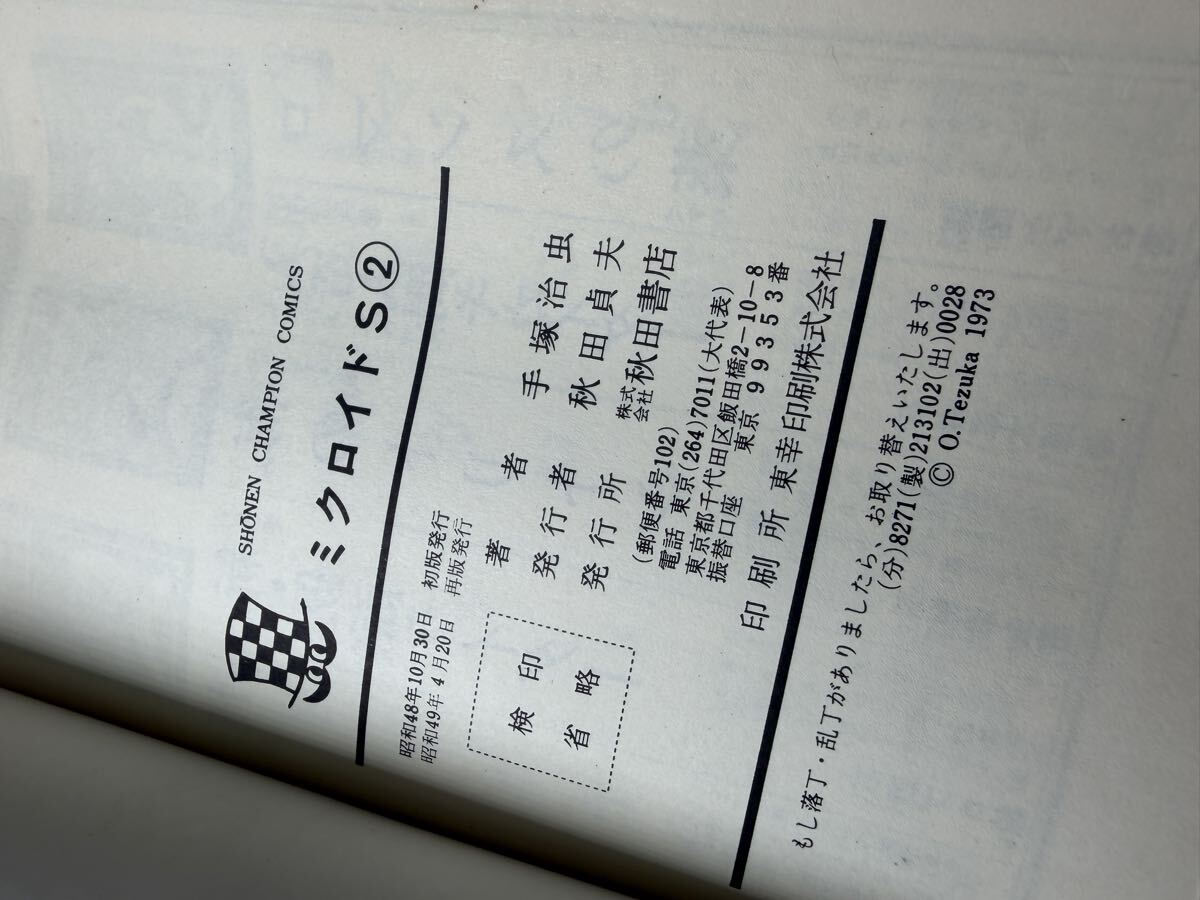 SHŌNEN CHAMPION COMICS
ミクロイドS②
昭和48年10月30日 初版発行
昭和49年4月20日 再版発行
検印
省略
著者 手塚治虫
発行者 秋田貞夫
発行所 株式会社秋田書店
(郵便番号102)
電話 東京(264)7011(大代表)
東京都千代田区飯田橋2-10-8
振替口座 東京 99353番
印刷所 東幸印刷株式会社
もし落丁・乱丁がありましたら、お取り替えいたします。
(分)8271(製)213102(出)0028
© O.Tezuka 1973